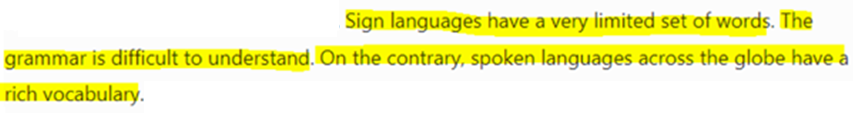 Sign languages have a very limited set of words. The
grammar is difficult to understand. On the contrary, spoken languages across the globe have a
rich vocabulary.